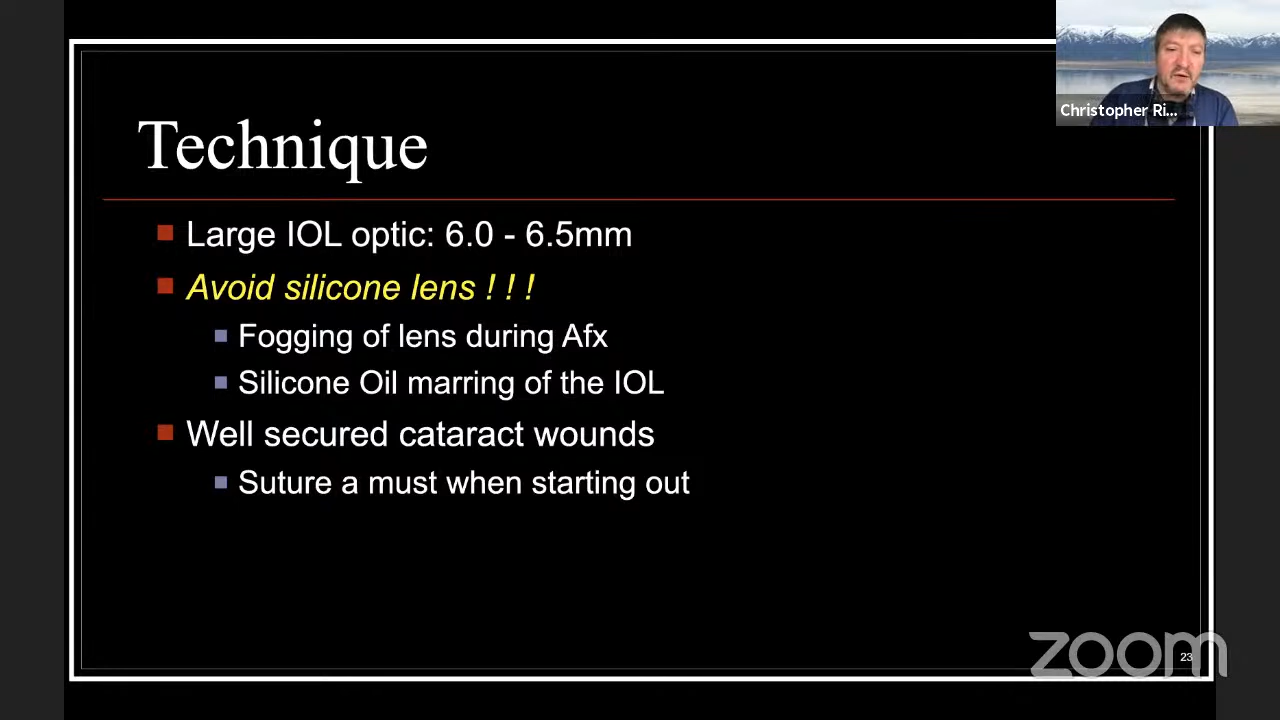 Christopher Ri...
Technique
Large IOL optic: 6.0 - 6.5mm
Avoid silicone lens ! ! !
Fogging of lens during Afx
Silicone Oil marring of the IOL
Well secured cataract wounds
Suture a must when starting out
zoom
23